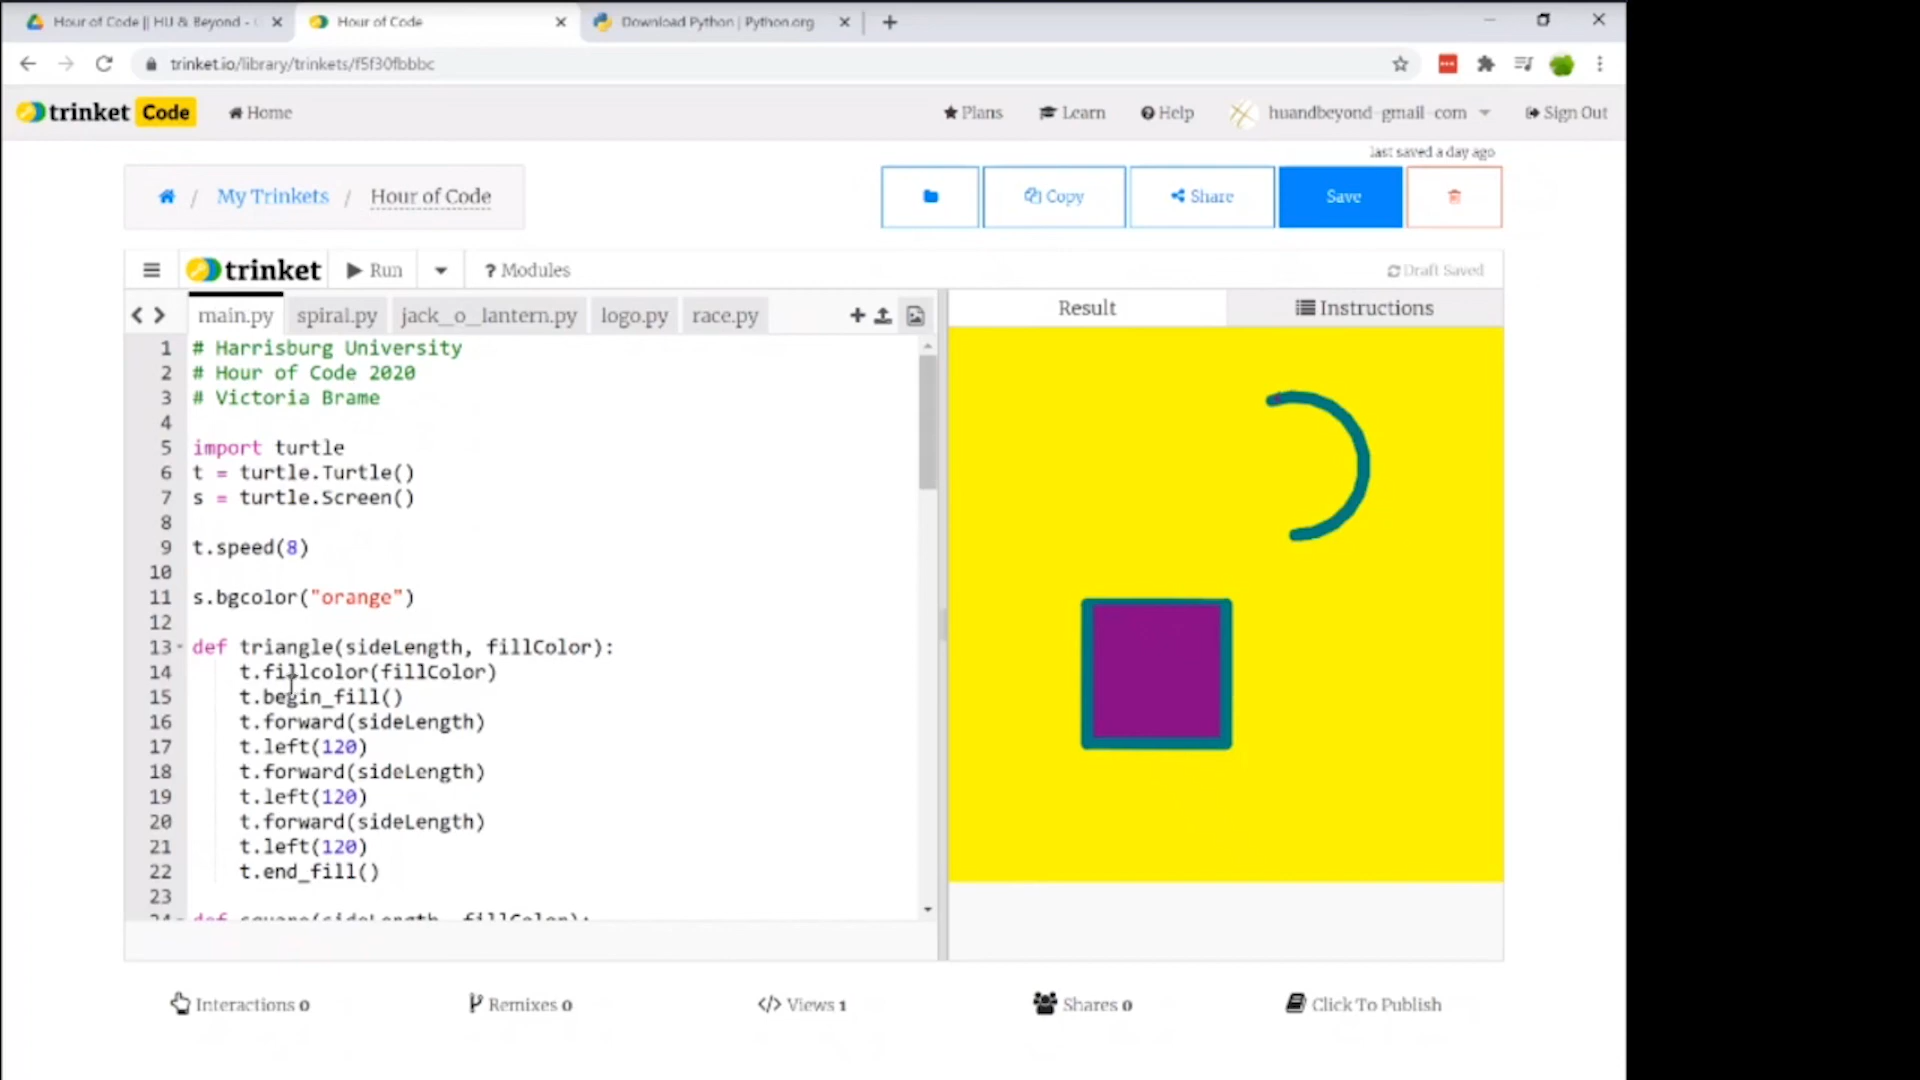 Hour of Code || HU & Beyond -
Hour of Code
Download Python | Python.org
trinket.io/library/trinkets/f5f30fbbbc
trinket Code
Home
Plans
Learn
Help
huandbeyond-gmail-com
Sign Out
last saved a day ago
/ My Trinkets / Hour of Code
Copy
Share
Save
trinket
Run
? Modules
Draft Saved
main.py
spiral.py
jack_o_lantern.py
logo.py
race.py
Result
Instructions
1 # Harrisburg University
2 # Hour of Code 2020
3 # Victoria Brame
4
5 import turtle
6 t = turtle.Turtle()
7 s = turtle.Screen()
8
9 t.speed(8)
10
11 s.bgcolor("orange")
12
13 def triangle(sideLength, fillColor):
14 t.fillcolor(fillColor)
15 t.begin_fill()
16 t.forward(sideLength)
17 t.left(120)
18 t.forward(sideLength)
19 t.left(120)
20 t.forward(sideLength)
21 t.left(120)
22 t.end_fill()
23
24 def square(sideLength, fillColor):
Interactions 0
Remixes 0
</> Views 1
Shares 0
Click To Publish